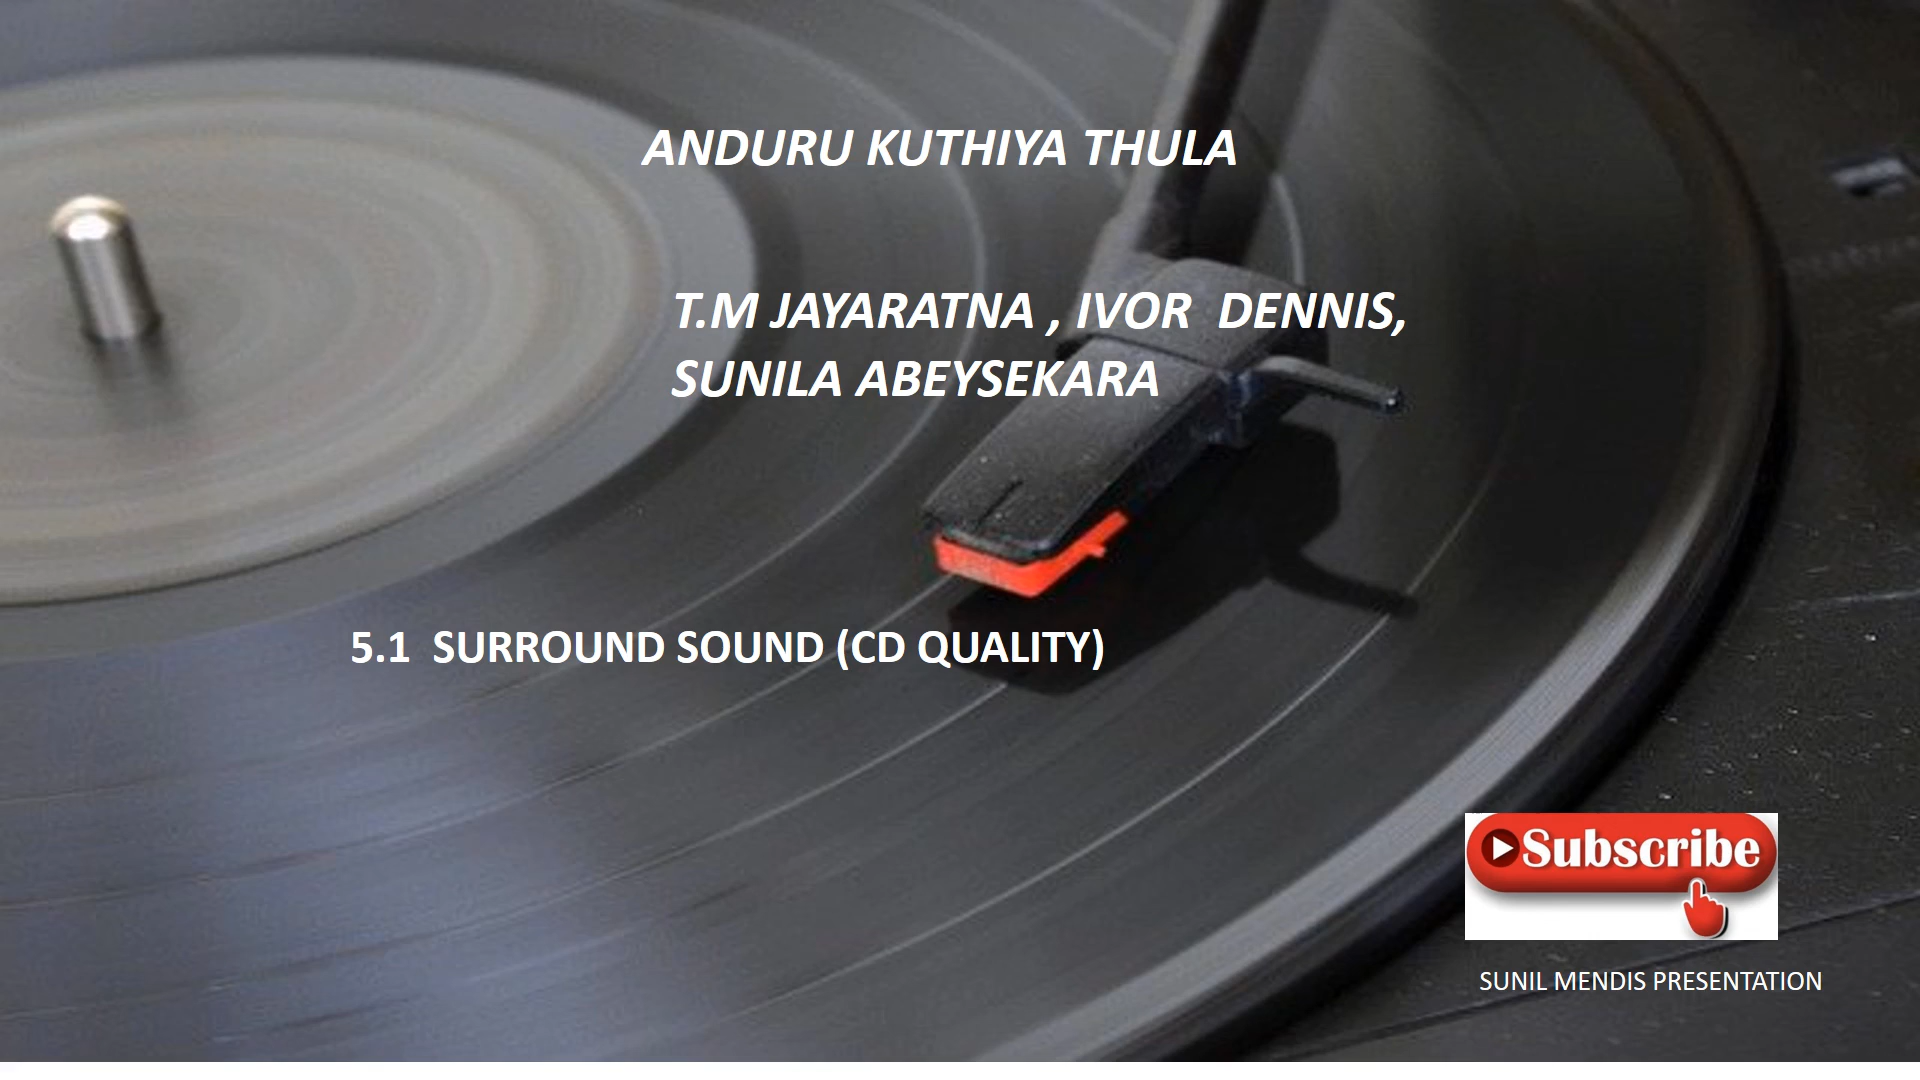 ANDURU KUTHIYA THULA
T.M JAYARATNA , IVOR  DENNIS,
SUNILA ABEYSEKARA
5.1  SURROUND SOUND (CD QUALITY)
Subscribe
SUNIL MENDIS PRESENTATION